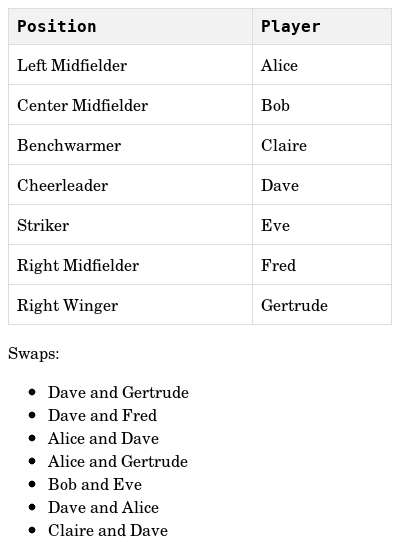 Position Player
Left Midfielder Alice
Center Midfielder Bob
Benchwarmer Claire
Cheerleader Dave
Striker Eve
Right Midfielder Fred
Right Winger Gertrude
Swaps:
• Dave and Gertrude
• Dave and Fred
• Alice and Dave
• Alice and Gertrude
• Bob and Eve
• Dave and Alice
• Claire and Dave